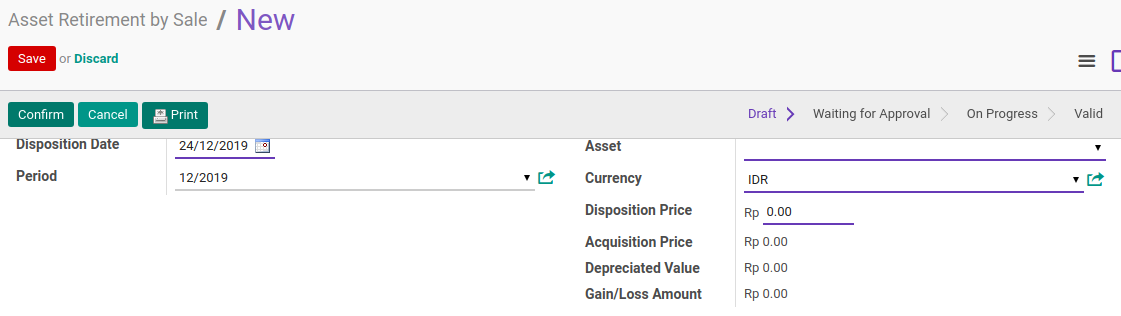 Asset Retirement by Sale / New
Save or Discard
Confirm Cancel Print
Draft Waiting for Approval On Progress Valid
Disposition Date 24/12/2019
Period 12/2019
Asset
Currency IDR
Disposition Price Rp 0.00
Acquisition Price Rp 0.00
Depreciated Value Rp 0.00
Gain/Loss Amount Rp 0.00